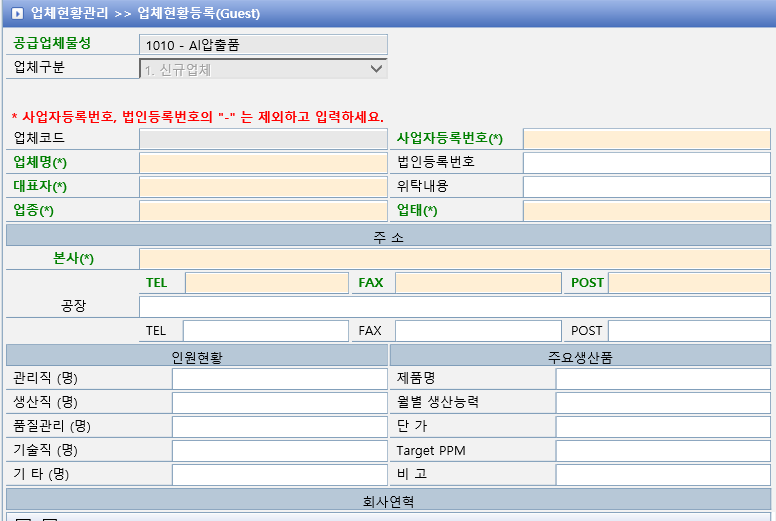 업체현황관리 >> 업체현황등록(Guest)
공급업체물성 1010 - Al압출품
업체구분 1. 신규업체
* 사업자등록번호, 법인등록번호의 "-" 는 제외하고 입력하세요.
업체코드 사업자등록번호(*)
업체명(*) 법인등록번호
대표자(*) 위탁내용
업종(*) 업태(*)
주 소
본사(*)
TEL FAX POST
공장
TEL FAX POST
인원현황 주요생산품
관리직 (명) 제품명
생산직 (명) 월별 생산능력
품질관리 (명) 단 가
기술직 (명) Target PPM
기 타 (명) 비 고
회사연혁